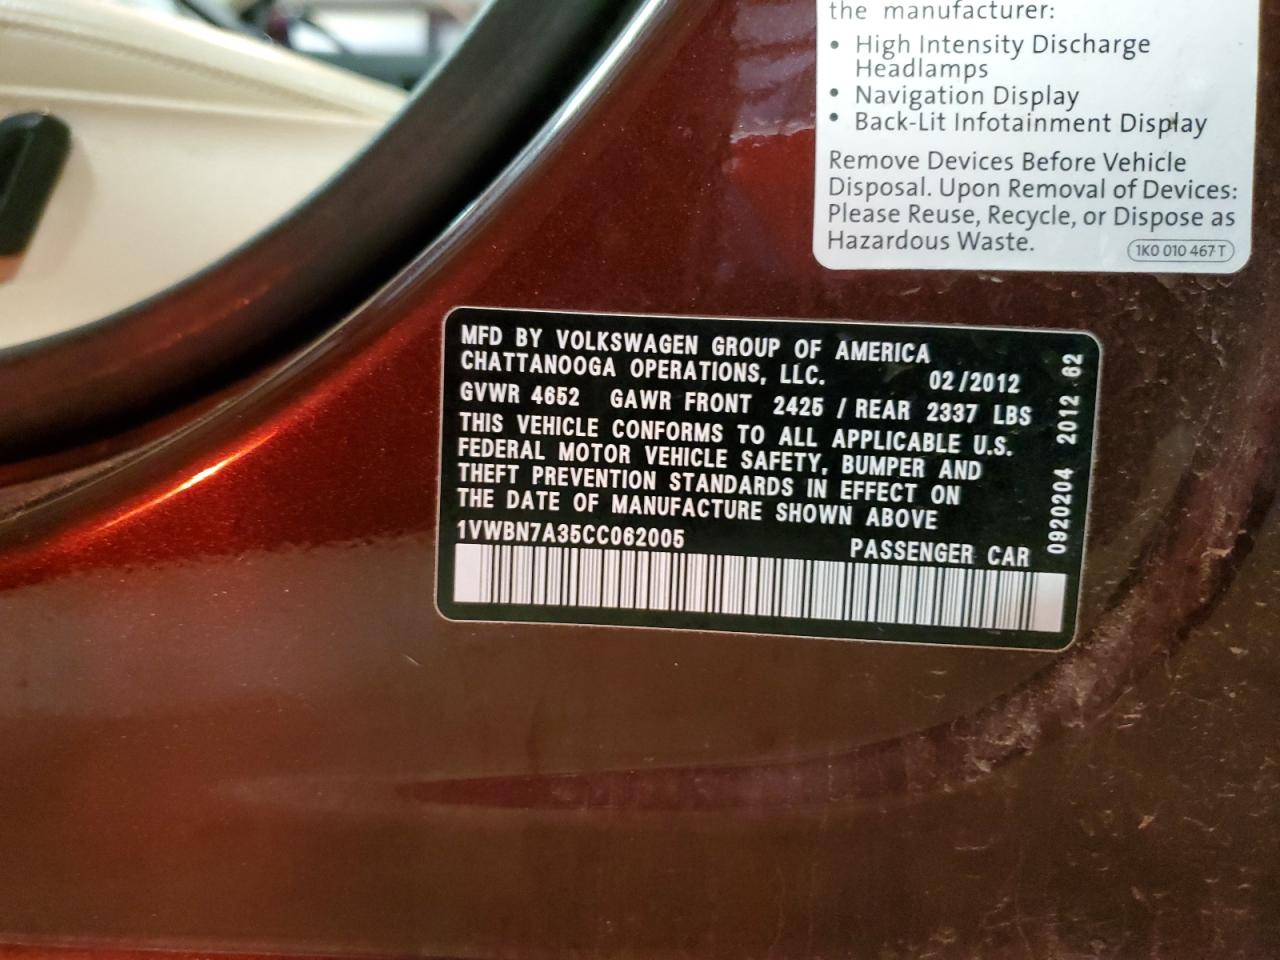 the manufacturer:
• High Intensity Discharge
Headlamps
• Navigation Display
• Back-Lit Infotainment Display
Remove Devices Before Vehicle
Disposal. Upon Removal of Devices:
Please Reuse, Recycle, or Dispose as
Hazardous Waste.
1K0 010 467 T
MFD BY VOLKSWAGEN GROUP OF AMERICA
CHATTANOOGA OPERATIONS, LLC. 02/2012
GVWR 4652 GAWR FRONT 2425 / REAR 2337 LBS
THIS VEHICLE CONFORMS TO ALL APPLICABLE U.S.
FEDERAL MOTOR VEHICLE SAFETY, BUMPER AND
THEFT PREVENTION STANDARDS IN EFFECT ON
THE DATE OF MANUFACTURE SHOWN ABOVE
1VWBN7A35CC062005 PASSENGER CAR
0920204 2012 62